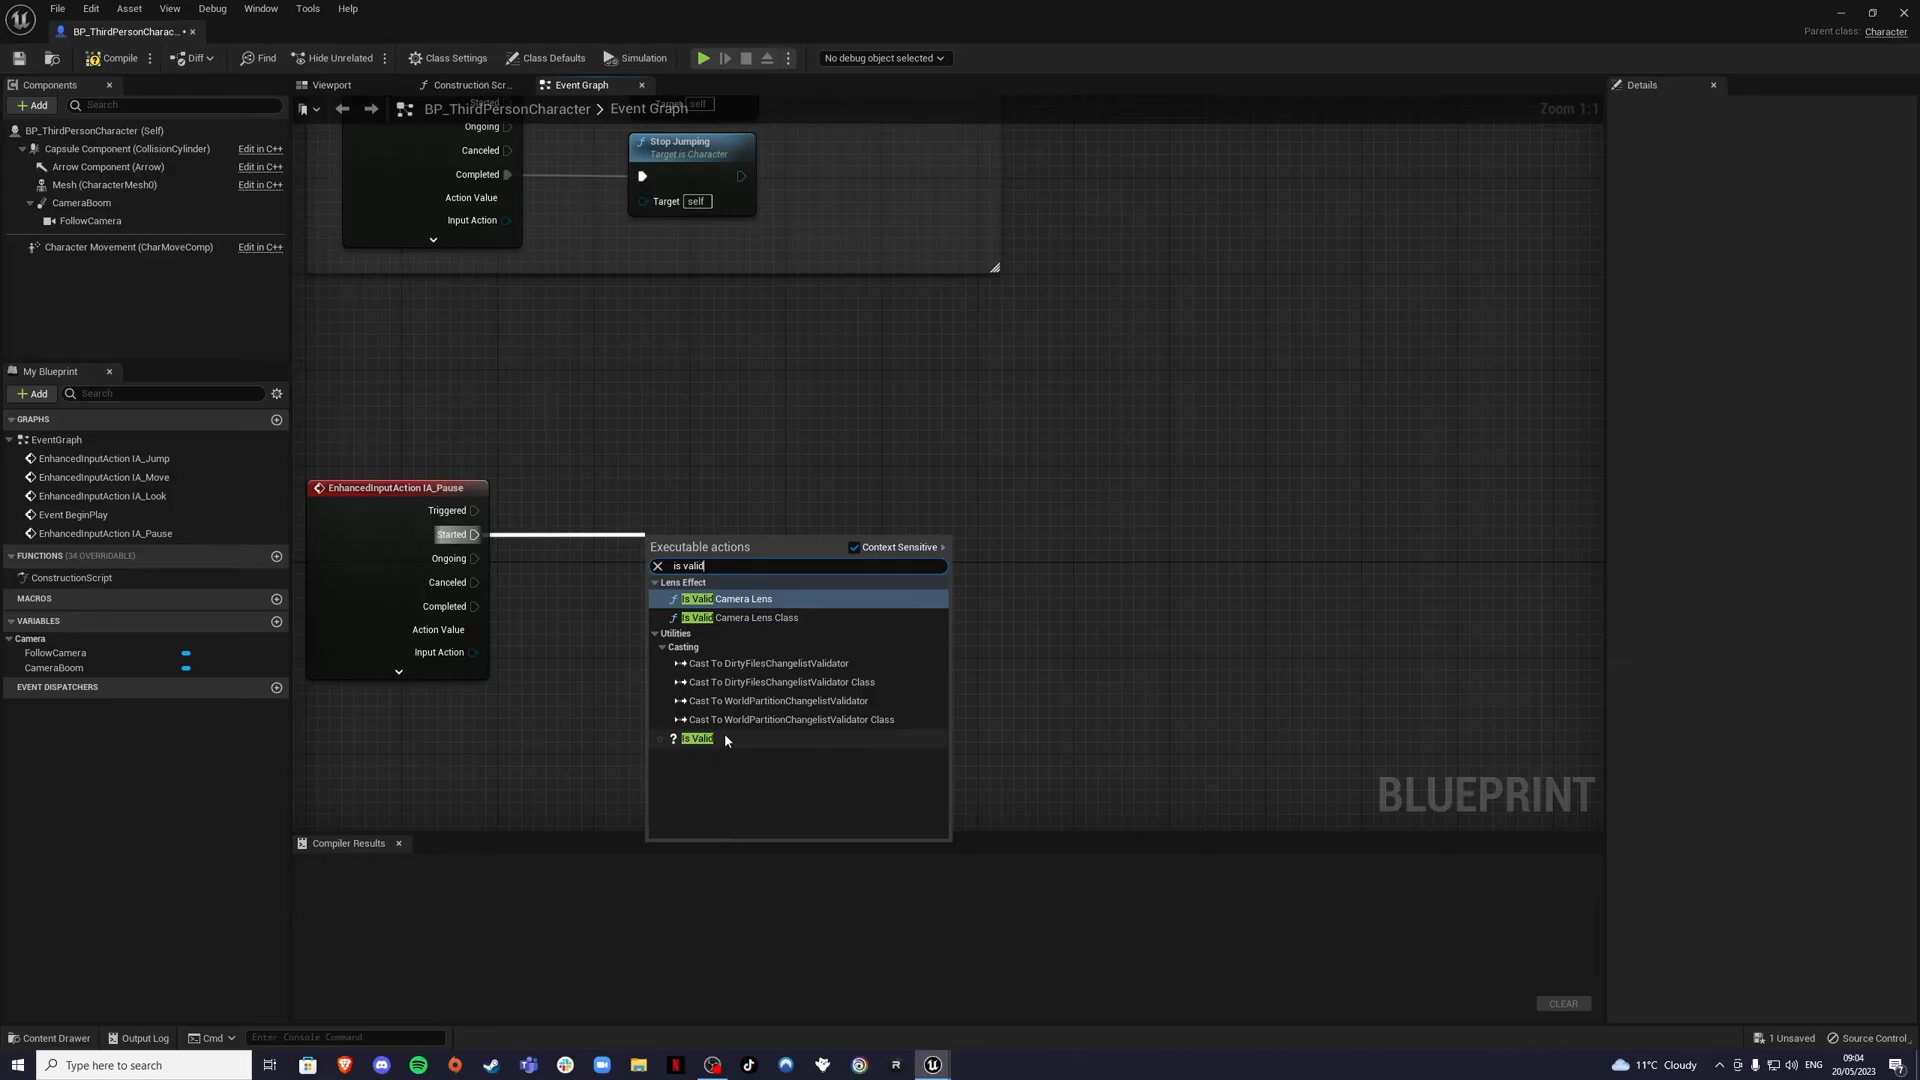 File Edit Asset View Debug Window Tools Help
BP_ThirdPersonCharac... •
Parent class: Character
Compile Diff Find Hide Unrelated Class Settings Class Defaults Simulation No debug object selected
Components
Viewport
Construction Scr...
Event Graph
Details
Add
Search
BP_ThirdPersonCharacter > Event Graph
Zoom 1:1
BP_ThirdPersonCharacter (Self)
Capsule Component (CollisionCylinder) Edit in C++
Arrow Component (Arrow) Edit in C++
Mesh (CharacterMesh0) Edit in C++
CameraBoom
FollowCamera
Character Movement (CharMoveComp) Edit in C++
Started
Ongoing
Canceled
Completed
Action Value
Input Action
Target self
Stop Jumping
Target is Character
Target self
My Blueprint
Add
Search
GRAPHS
EventGraph
EnhancedInputAction IA_Jump
EnhancedInputAction IA_Move
EnhancedInputAction IA_Look
Event BeginPlay
EnhancedInputAction IA_Pause
FUNCTIONS (34 OVERRIDABLE)
ConstructionScript
MACROS
VARIABLES
Camera
FollowCamera
CameraBoom
EVENT DISPATCHERS
EnhancedInputAction IA_Pause
Triggered
Started
Ongoing
Canceled
Completed
Action Value
Input Action
Executable actions
Context Sensitive
is valid
Lens Effect
Is Valid Camera Lens
Is Valid Camera Lens Class
Utilities
Casting
Cast To DirtyFilesChangelistValidator
Cast To DirtyFilesChangelistValidator Class
Cast To WorldPartitionChangelistValidator
Cast To WorldPartitionChangelistValidator Class
? Is Valid
BLUEPRINT
Compiler Results
CLEAR
Content Drawer Output Log Cmd Enter Console Command
1 Unsaved Source Control
Type here to search
11°C Cloudy
ENG
09:04
20/05/2023
7